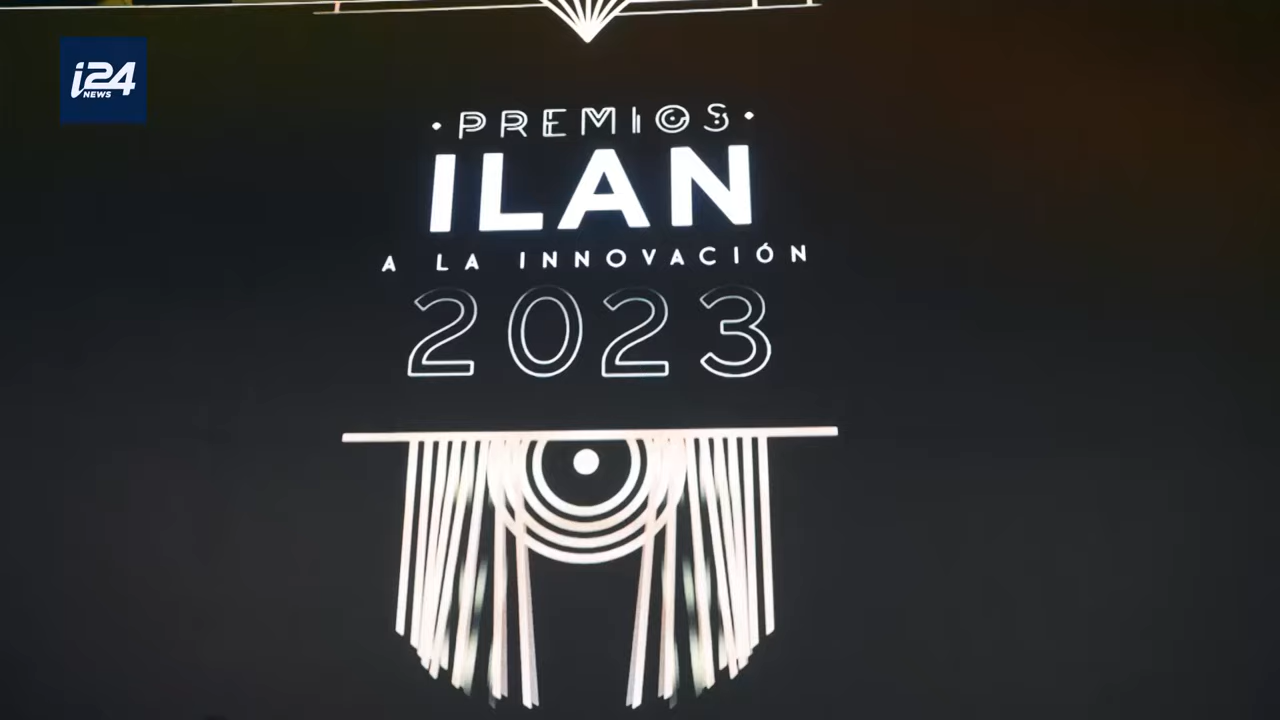 i24
NEWS
· PREMIOS ·
ILAN
A LA INNOVACIÓN
2023